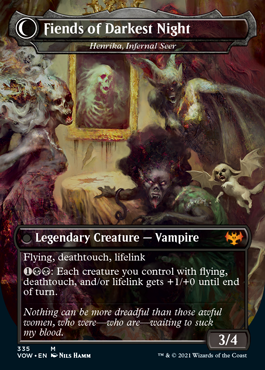 Fiends of Darkest Night
Henrika, Infernal Seer
Legendary Creature — Vampire
Flying, deathtouch, lifelink
1: Each creature you control with flying,
deathtouch, and/or lifelink gets +1/+0 until end
of turn.
Nothing can be more dreadful than those awful
women, who were—who are—waiting to suck
my blood.
3/4
335 M
VOW • EN NILS HAMM
™ & © 2021 Wizards of the Coast